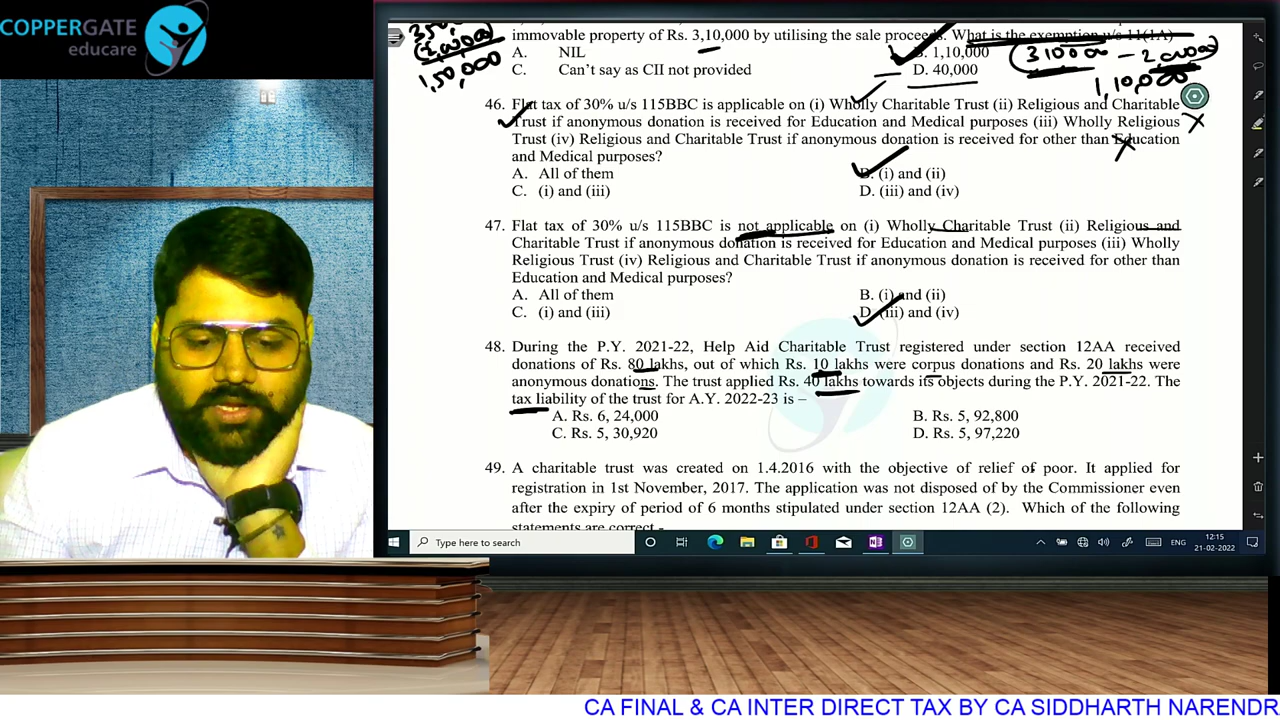 COPPERGATE
educare
immovable property of Rs. 3,10,000 by utilising the sale proceeds. What is the exemption u/s 11(1A)
A. NIL B. 1,10,000
C. Can't say as CII not provided D. 40,000
1,50,000
310000 - 2,00000
1,10,000
46. Flat tax of 30% u/s 115BBC is applicable on (i) Wholly Charitable Trust (ii) Religious and Charitable
Trust if anonymous donation is received for Education and Medical purposes (iii) Wholly Religious
Trust (iv) Religious and Charitable Trust if anonymous donation is received for other than Education
and Medical purposes?
A. All of them B. (i) and (ii)
C. (i) and (iii) D. (iii) and (iv)
47. Flat tax of 30% u/s 115BBC is not applicable on (i) Wholly Charitable Trust (ii) Religious and
Charitable Trust if anonymous donation is received for Education and Medical purposes (iii) Wholly
Religious Trust (iv) Religious and Charitable Trust if anonymous donation is received for other than
Education and Medical purposes?
A. All of them B. (i) and (ii)
C. (i) and (iii) D. (iii) and (iv)
48. During the P.Y. 2021-22, Help Aid Charitable Trust registered under section 12AA received
donations of Rs. 80 lakhs, out of which Rs. 10 lakhs were corpus donations and Rs. 20 lakhs were
anonymous donations. The trust applied Rs. 40 lakhs towards its objects during the P.Y. 2021-22. The
tax liability of the trust for A.Y. 2022-23 is –
A. Rs. 6, 24,000 B. Rs. 5, 92,800
C. Rs. 5, 30,920 D. Rs. 5, 97,220
49. A charitable trust was created on 1.4.2016 with the objective of relief of poor. It applied for
registration in 1st November, 2017. The application was not disposed of by the Commissioner even
after the expiry of period of 6 months stipulated under section 12AA (2). Which of the following
statements are correct -
Type here to search
ENG
12:15
21-02-2022
CA FINAL & CA INTER DIRECT TAX BY CA SIDDHARTH NARENDR